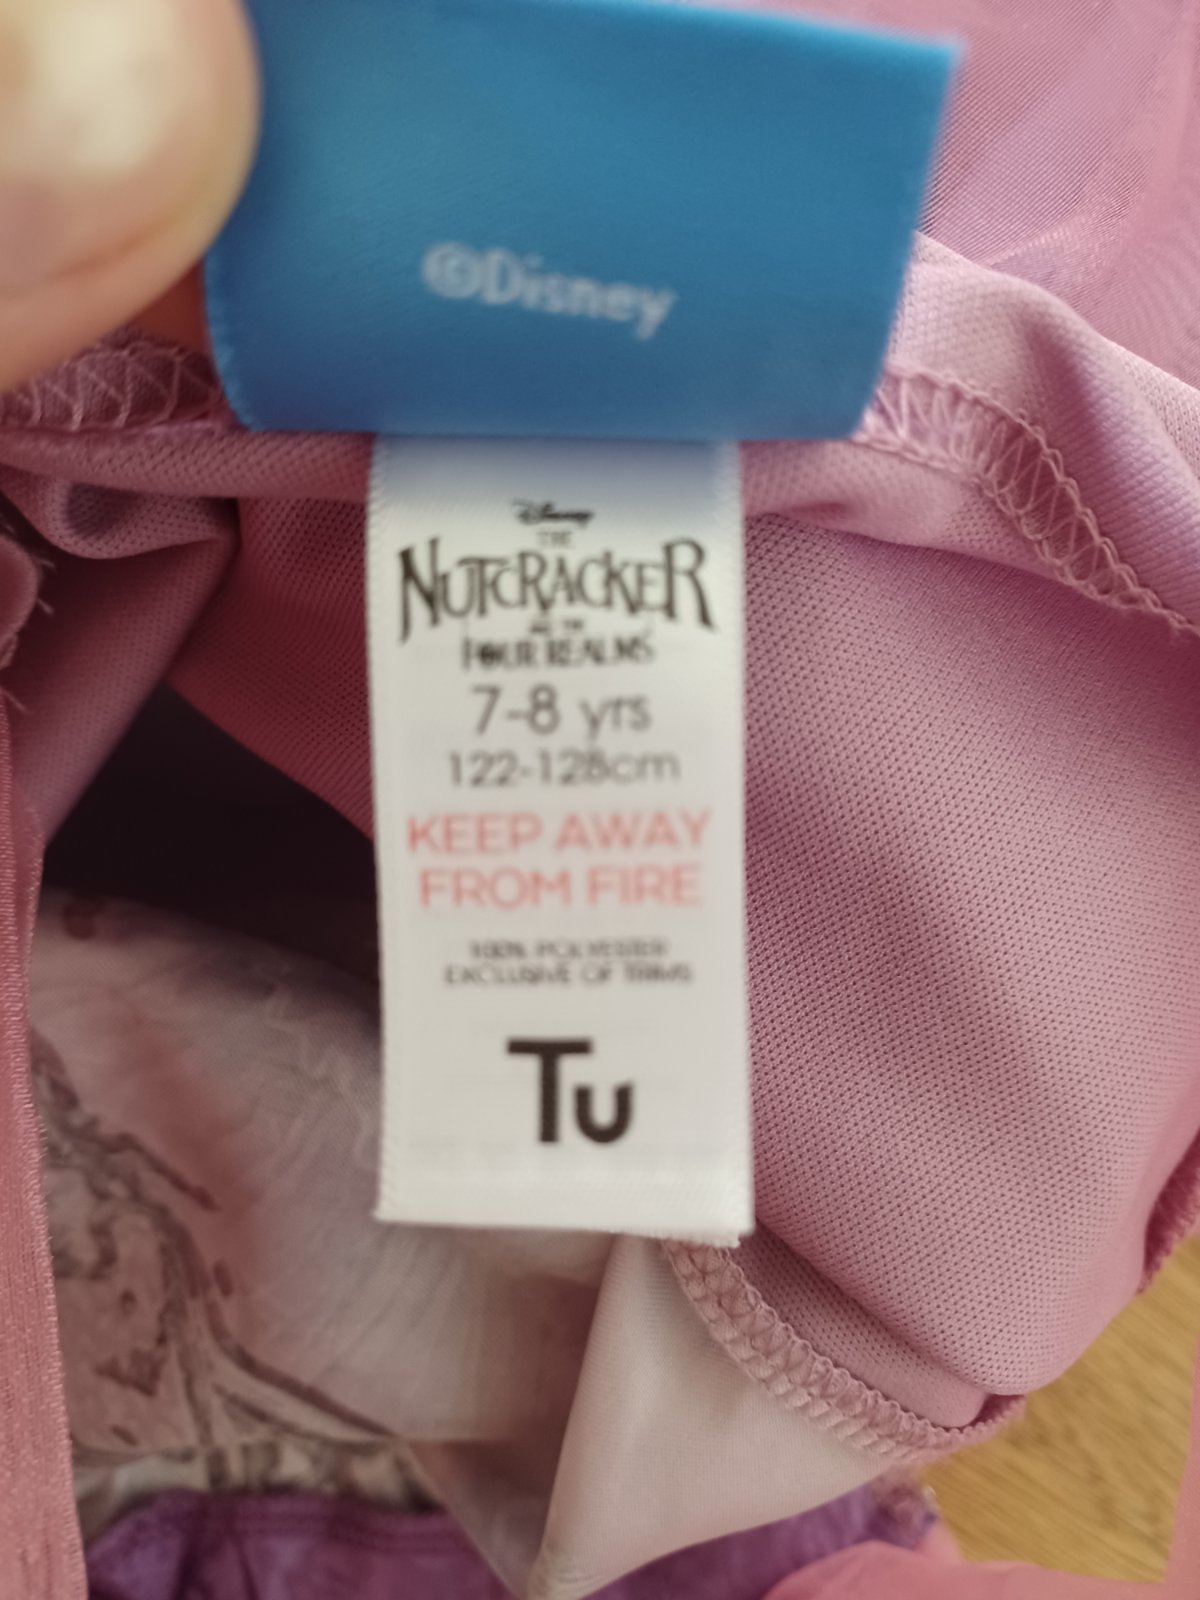 ©Disney
Disney
THE
NUTCRACKER
AND THE
FOUR REALMS
7-8 yrs
122-128cm
KEEP AWAY
FROM FIRE
100% POLYESTER
EXCLUSIVE OF TRIMS
Tu